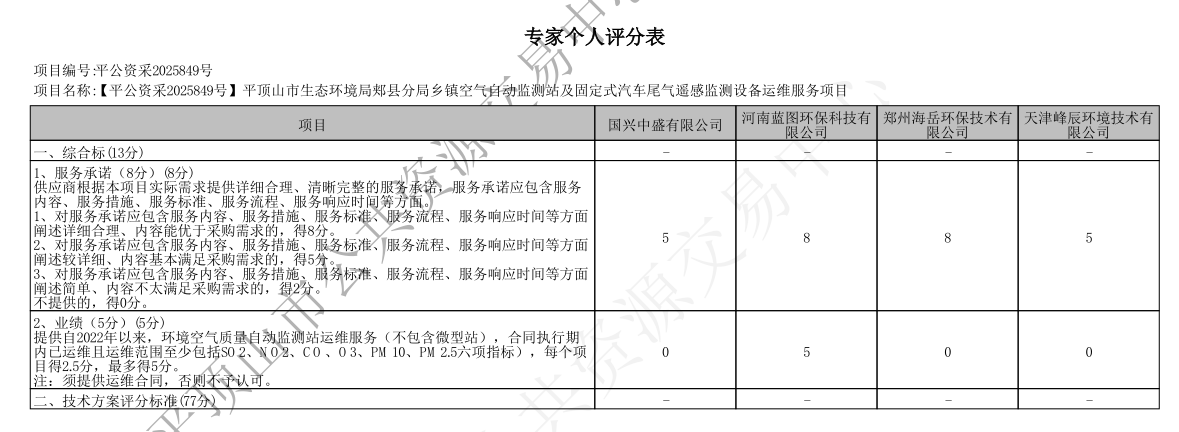 专家个人评分表
项目编号:平公资采2025849号
项目名称:【平公资采2025849号】平顶山市生态环境局郏县分局乡镇空气自动监测站及固定式汽车尾气遥感监测设备运维服务项目
项目 国兴中盛有限公司 河南蓝图环保科技有限公司 郑州海岳环保技术有限公司 天津峰辰环境技术有限公司
一、综合标(13分) - - - -
1、服务承诺（8分）(8分)
供应商根据本项目实际需求提供详细合理、清晰完整的服务承诺，服务承诺应包含服务
内容、服务措施、服务标准、服务流程、服务响应时间等方面。
1、对服务承诺应包含服务内容、服务措施、服务标准、服务流程、服务响应时间等方面
阐述详细合理、内容能优于采购需求的，得8分。
2、对服务承诺应包含服务内容、服务措施、服务标准、服务流程、服务响应时间等方面
阐述较详细、内容基本满足采购需求的，得5分。
3、对服务承诺应包含服务内容、服务措施、服务标准、服务流程、服务响应时间等方面
阐述简单、内容不太满足采购需求的，得2分。
不提供的，得0分。
5 8 8 5
2、业绩（5分）(5分)
提供自2022年以来，环境空气质量自动监测站运维服务（不包含微型站），合同执行期
内已运维且运维范围至少包括SO2、NO2、CO、O3、PM10、PM2.5六项指标），每个项
目得2.5分，最多得5分。
注：须提供运维合同，否则不予认可。
0 5 0 0
二、技术方案评分标准(77分) - - - -
平顶山市公共资源交易中心
共资源交易中心